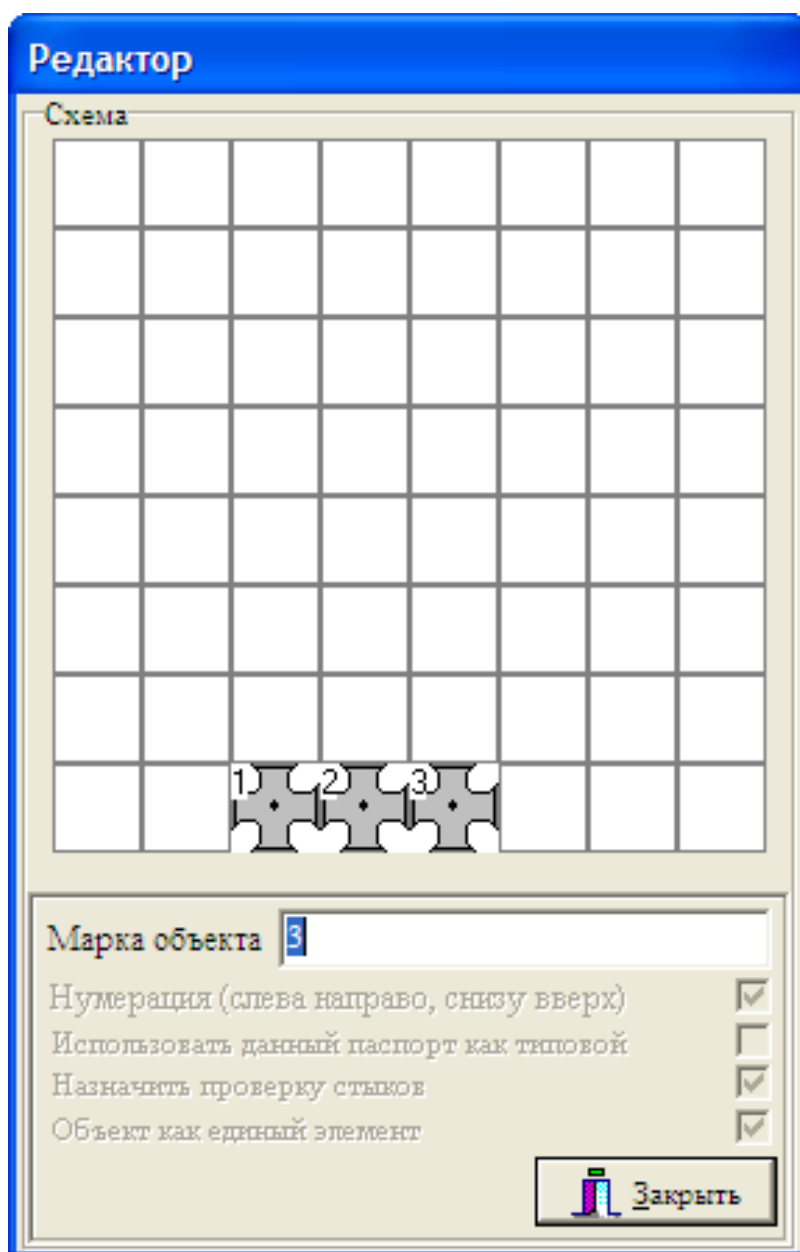 Редактор
Схема
1 2 3
Марка объекта 3
Нумерация (слева направо, снизу вверх)
Использовать данный паспорт как типовой
Назначить проверку стыков
Объект как единый элемент
Закрыть